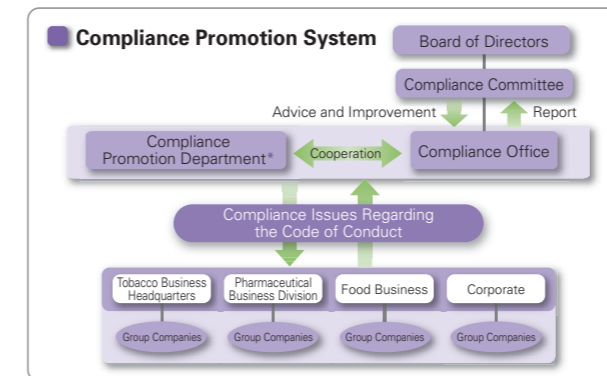 Compliance Promotion System
Board of Directors
Compliance Committee
Advice and Improvement
Report
Compliance
Promotion Department*
Cooperation
Compliance Office
Compliance Issues Regarding
the Code of Conduct
Tobacco Business
Headquarters
Pharmaceutical
Business Division
Food Business
Corporate
Group Companies
Group Companies
Group Companies
Group Companies